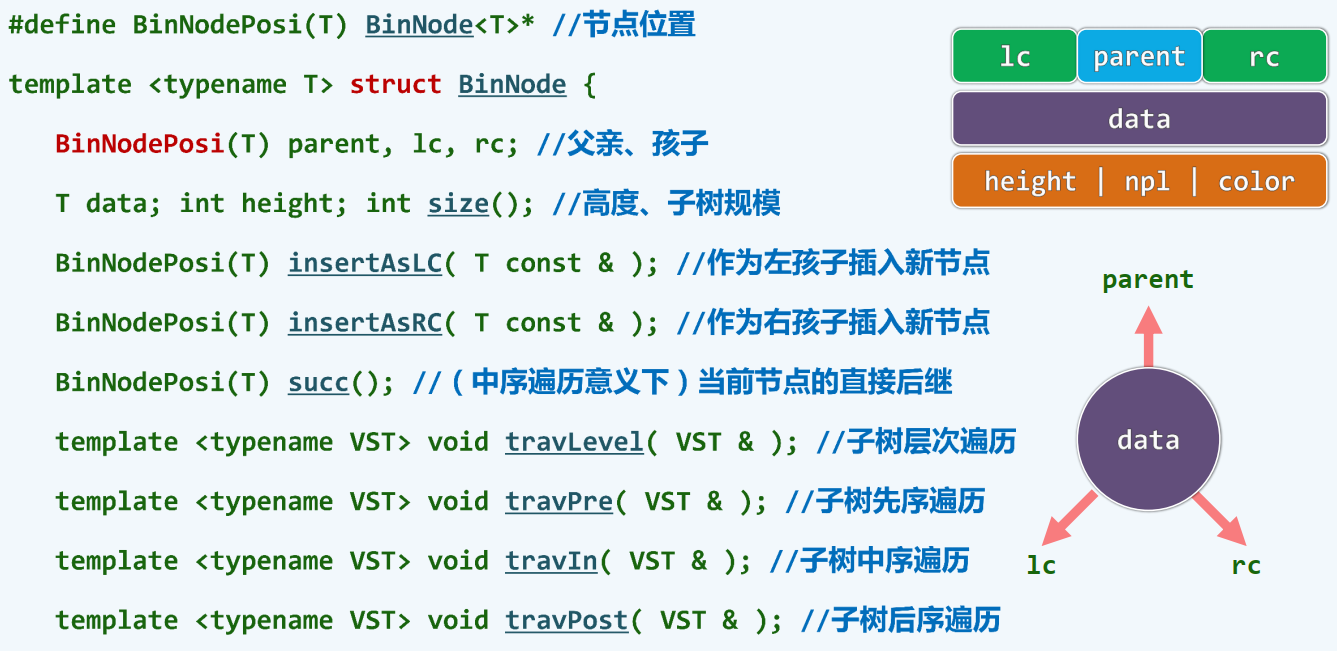 #define BinNodePosi(T) BinNode<T>* //节点位置
template <typename T> struct BinNode {
BinNodePosi(T) parent, lc, rc; //父亲、孩子
T data; int height; int size(); //高度、子树规模
BinNodePosi(T) insertAsLC( T const & ); //作为左孩子插入新节点
BinNodePosi(T) insertAsRC( T const & ); //作为右孩子插入新节点
BinNodePosi(T) succ(); //（中序遍历意义下）当前节点的直接后继
template <typename VST> void travLevel( VST & ); //子树层次遍历
template <typename VST> void travPre( VST & ); //子树先序遍历
template <typename VST> void travIn( VST & ); //子树中序遍历
template <typename VST> void travPost( VST & ); //子树后序遍历
lc parent rc
data
height | npl | color
parent
data
lc rc